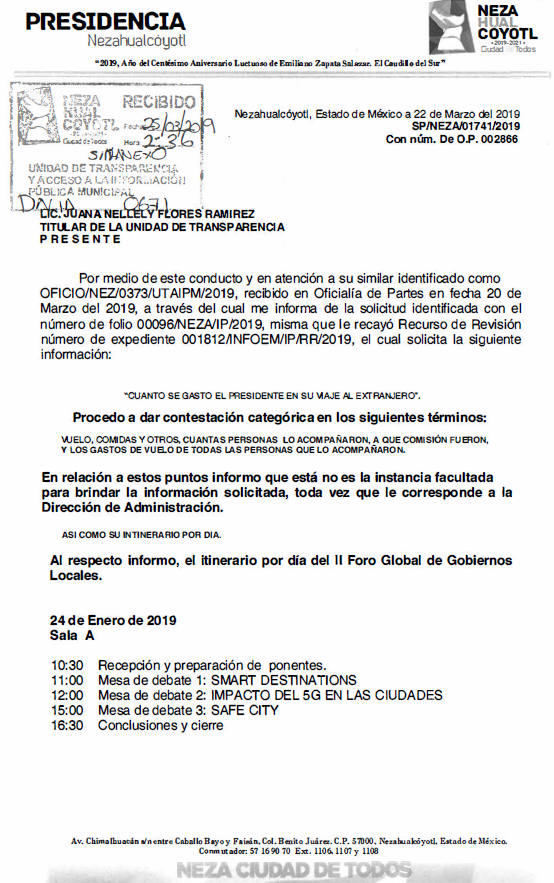 PRESIDENCIA
Nezahualcóyotl
NEZA
HUAL
COYOTL
•2019-2021•
Ciudad de Todos
"2019, Año del Centésimo Aniversario Luctuoso de Emiliano Zapata Salazar. El Caudillo del Sur"
NEZA
HUAL
COYOTL
Ciudad de Todos
RECIBIDO
Fecha 25/03/2019
Hora 2:36
SIN ANEXO
UNIDAD DE TRANSPARENCIA
Y ACCESO A LA INFORMACIÓN
PÚBLICA MUNICIPAL
DALIA 0671
Nezahualcóyotl, Estado de México a 22 de Marzo del 2019
SP/NEZA/01741/2019
Con núm. De O.P. 002866
LIC. JUANA NELLELY FLORES RAMIREZ
TITULAR DE LA UNIDAD DE TRANSPARENCIA
P R E S E N T E
Por medio de este conducto y en atención a su similar identificado como
OFICIO/NEZ/0373/UTAIPM/2019, recibido en Oficialía de Partes en fecha 20 de
Marzo del 2019, a través del cual me informa de la solicitud identificada con el
número de folio 00096/NEZA/IP/2019, misma que le recayó Recurso de Revisión
número de expediente 001812/INFOEM/IP/RR/2019, el cual solicita la siguiente
información:
"CUANTO SE GASTO EL PRESIDENTE EN SU VIAJE AL EXTRANJERO".
Procedo a dar contestación categórica en los siguientes términos:
VUELO, COMIDAS Y OTROS, CUANTAS PERSONAS LO ACOMPAÑARON, A QUE COMISIÓN FUERON,
Y LOS GASTOS DE VUELO DE TODAS LAS PERSONAS QUE LO ACOMPAÑARON.
En relación a estos puntos informo que está no es la instancia facultada
para brindar la información solicitada, toda vez que le corresponde a la
Dirección de Administración.
ASI COMO SU INTINERARIO POR DIA.
Al respecto informo, el itinerario por día del II Foro Global de Gobiernos
Locales.
24 de Enero de 2019
Sala A
10:30 Recepción y preparación de ponentes.
11:00 Mesa de debate 1: SMART DESTINATIONS
12:00 Mesa de debate 2: IMPACTO DEL 5G EN LAS CIUDADES
15:00 Mesa de debate 3: SAFE CITY
16:30 Conclusiones y cierre
Av. Chimalhuacán s/n entre Caballo Bayo y Faisán, Col. Benito Juárez. C.P. 57000, Nezahualcóyotl, Estado de México.
Conmutador: 57 16 90 70 Ext. 1106, 1107 y 1108
NEZA CIUDAD DE TODOS